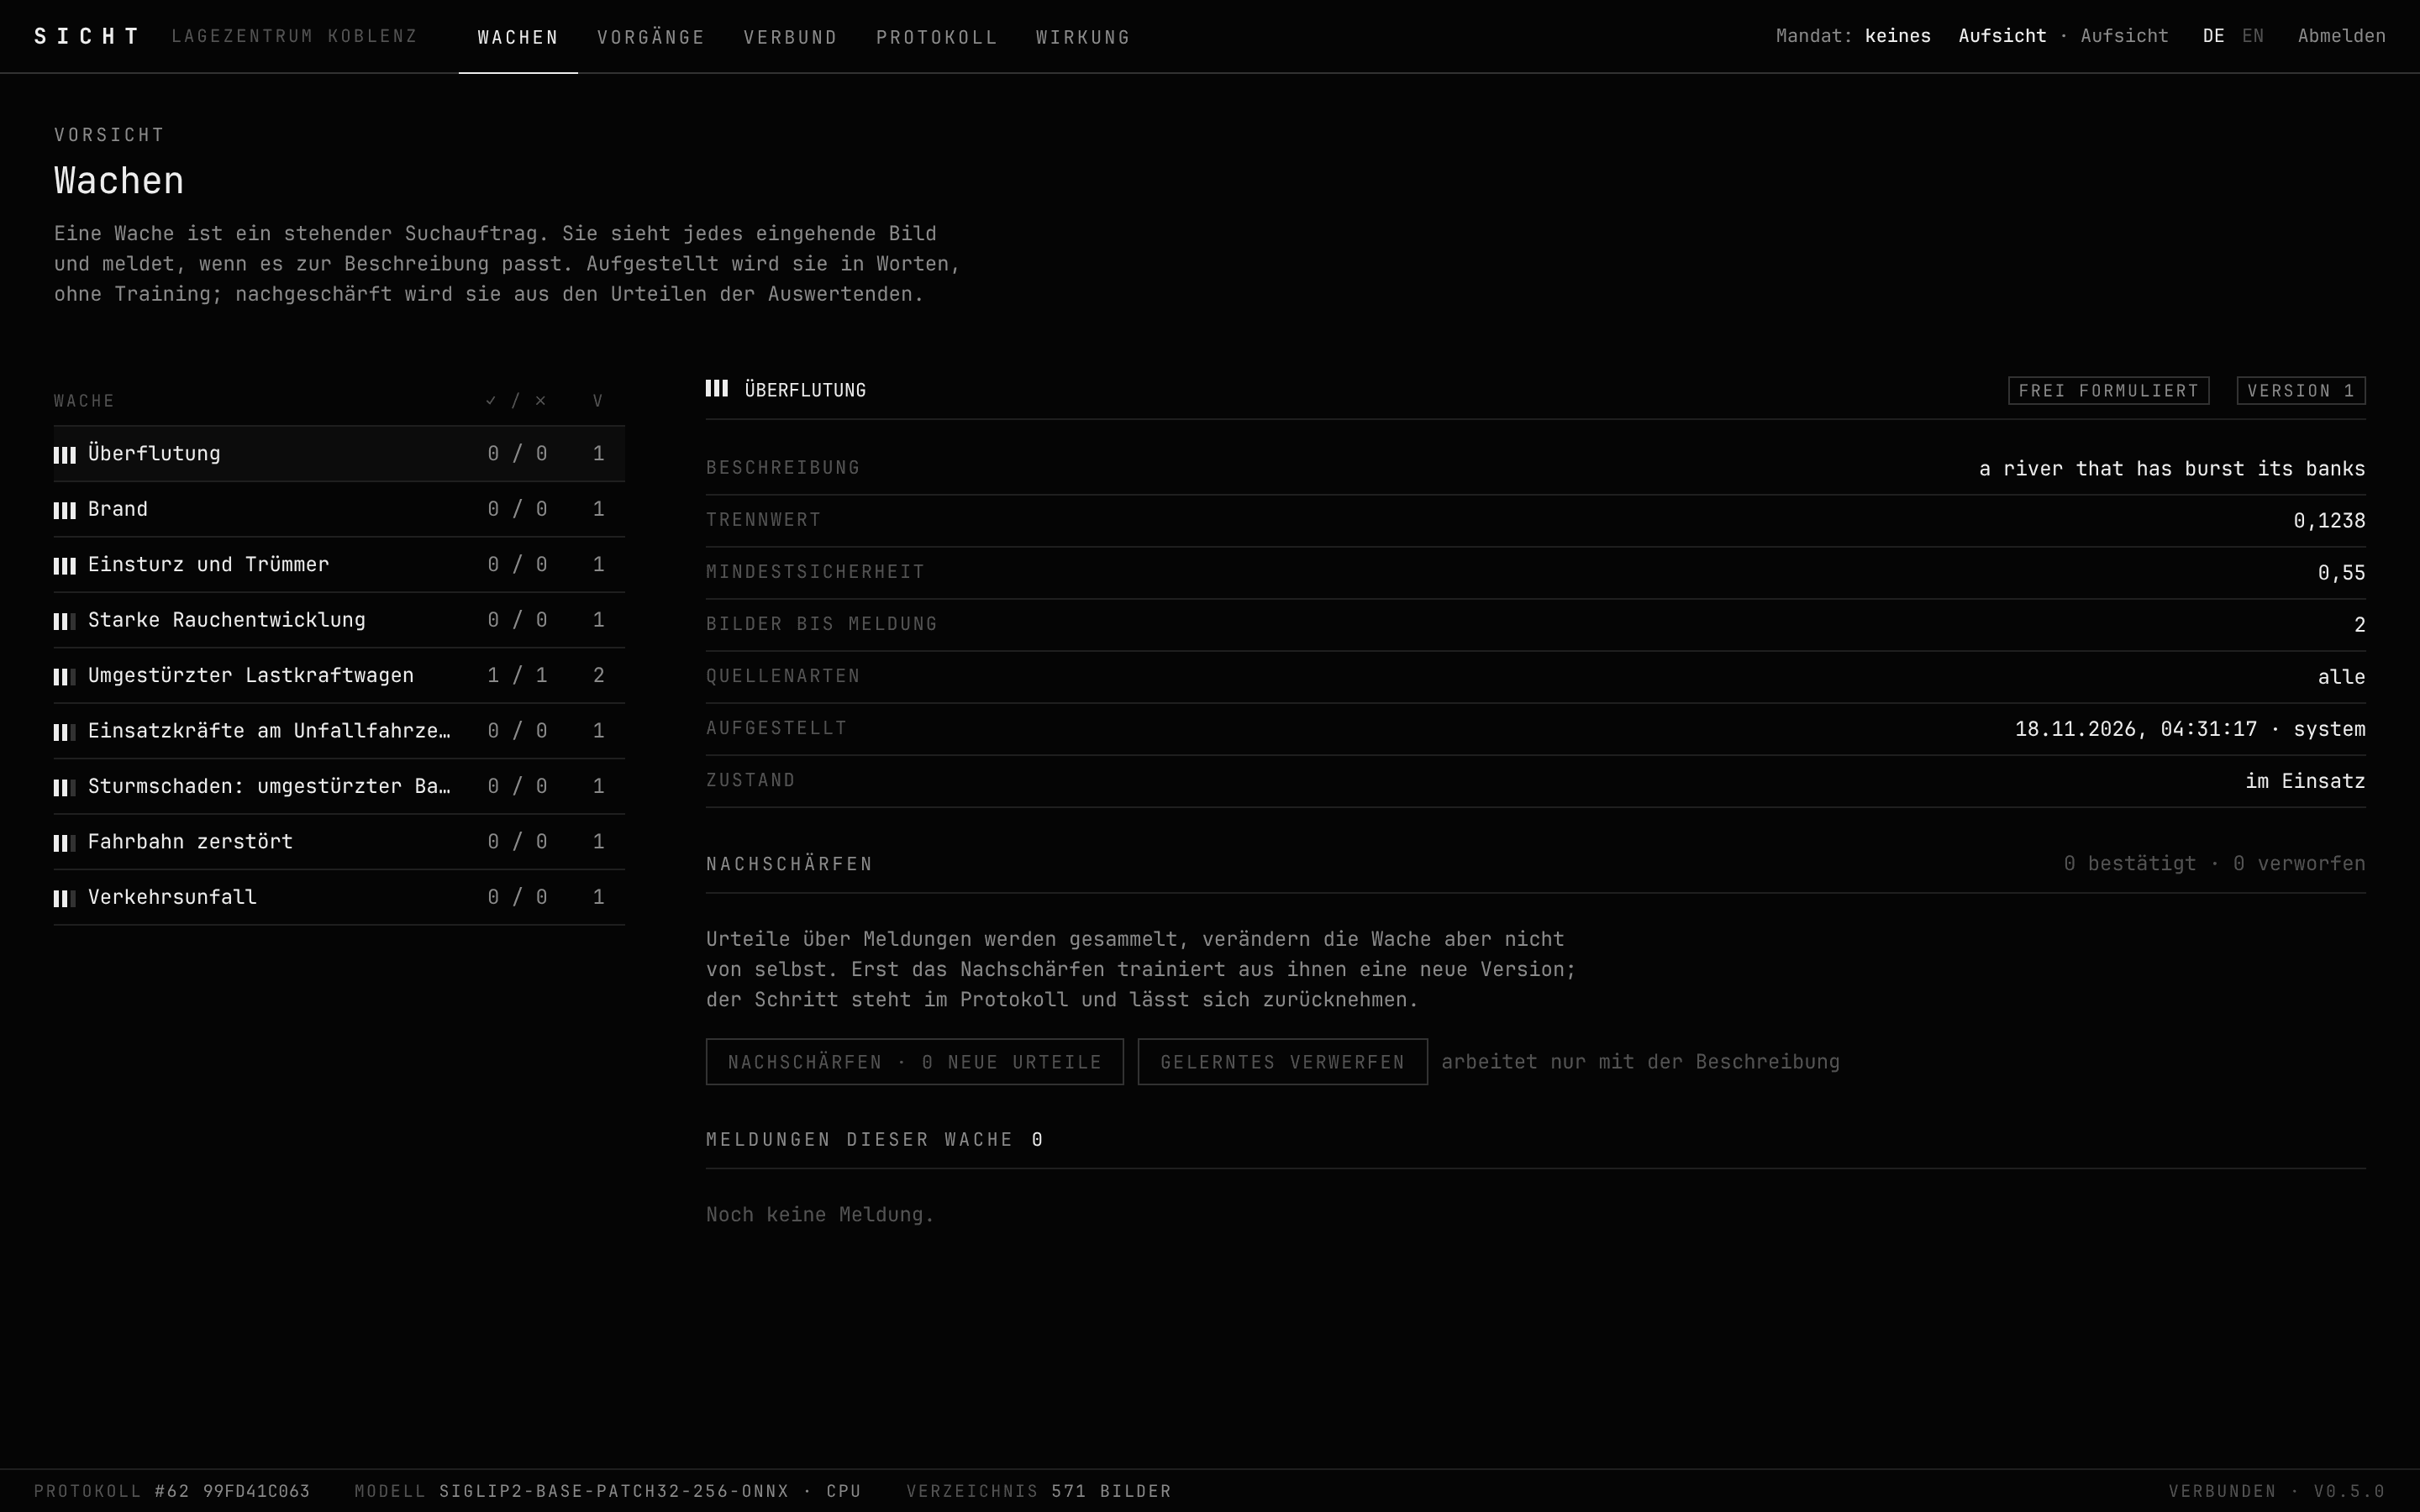 SICHT LAGEZENTRUM KOBLENZ WACHEN VORGÄNGE VERBUND PROTOKOLL WIRKUNG Mandat: keines Aufsicht · Aufsicht DE EN Abmelden
VORSICHT
Wachen
Eine Wache ist ein stehender Suchauftrag. Sie sieht jedes eingehende Bild
und meldet, wenn es zur Beschreibung passt. Aufgestellt wird sie in Worten,
ohne Training; nachgeschärft wird sie aus den Urteilen der Auswertenden.
WACHE ✓ / ✕ V
Überflutung 0 / 0 1
Brand 0 / 0 1
Einsturz und Trümmer 0 / 0 1
Starke Rauchentwicklung 0 / 0 1
Umgestürzter Lastkraftwagen 1 / 1 2
Einsatzkräfte am Unfallfahrze… 0 / 0 1
Sturmschaden: umgestürzter Ba… 0 / 0 1
Fahrbahn zerstört 0 / 0 1
Verkehrsunfall 0 / 0 1
ÜBERFLUTUNG FREI FORMULIERT VERSION 1
BESCHREIBUNG a river that has burst its banks
TRENNWERT 0,1238
MINDESTSICHERHEIT 0,55
BILDER BIS MELDUNG 2
QUELLENARTEN alle
AUFGESTELLT 18.11.2026, 04:31:17 · system
ZUSTAND im Einsatz
NACHSCHÄRFEN 0 bestätigt · 0 verworfen
Urteile über Meldungen werden gesammelt, verändern die Wache aber nicht
von selbst. Erst das Nachschärfen trainiert aus ihnen eine neue Version;
der Schritt steht im Protokoll und lässt sich zurücknehmen.
NACHSCHÄRFEN · 0 NEUE URTEILE GELERNTES VERWERFEN arbeitet nur mit der Beschreibung
MELDUNGEN DIESER WACHE 0
Noch keine Meldung.
PROTOKOLL #62 99FD41C063 MODELL SIGLIP2-BASE-PATCH32-256-ONNX · CPU VERZEICHNIS 571 BILDER VERBUNDEN · V0.5.0